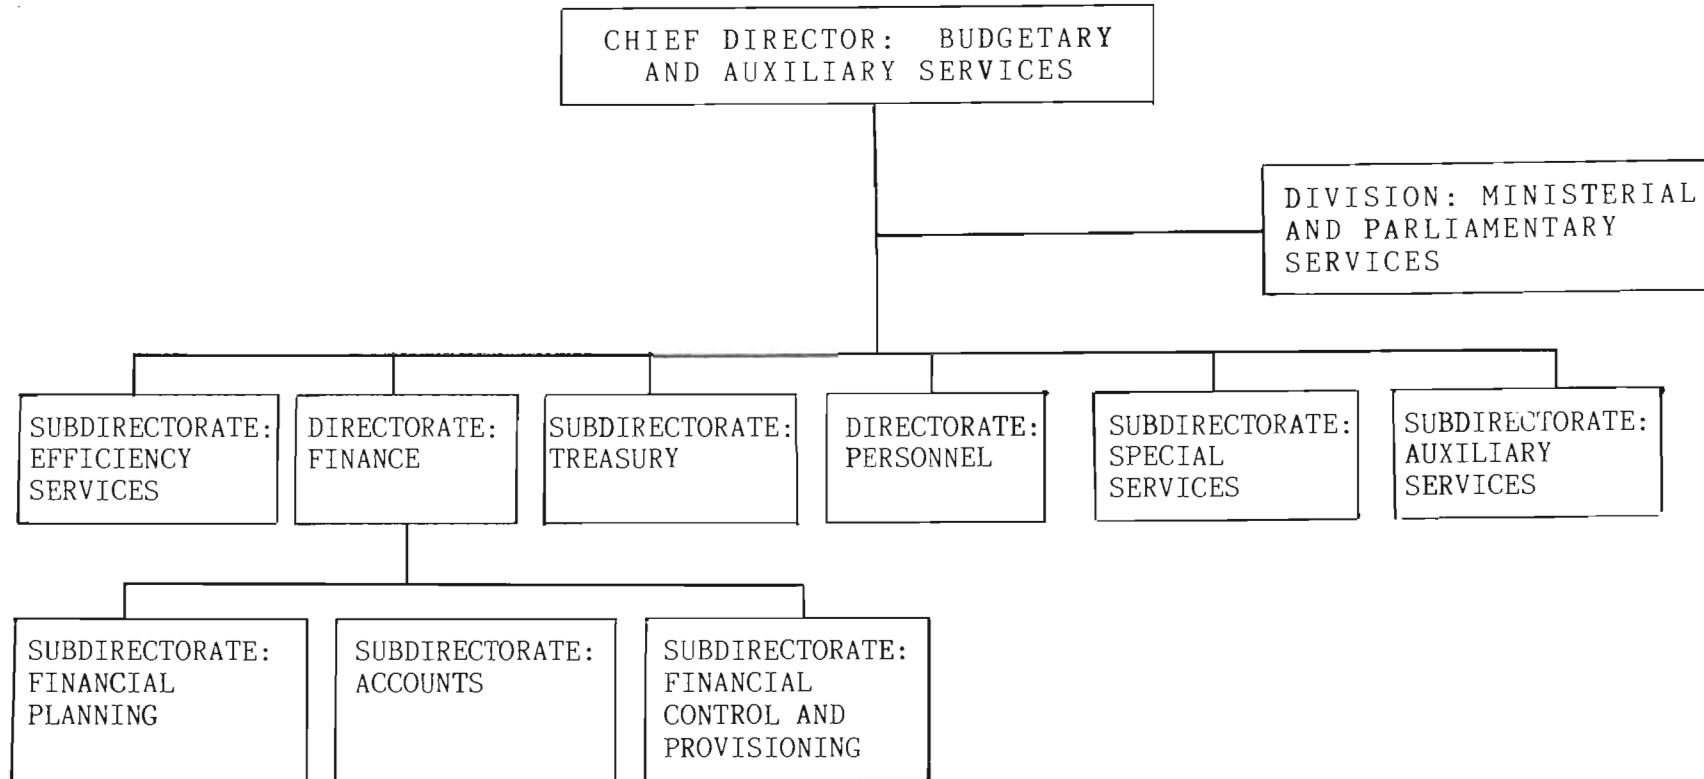 CHIEF DIRECTOR: BUDGETARY
AND AUXILIARY SERVICES
DIVISION: MINISTERIAL
AND PARLIAMENTARY
SERVICES
SUBDIRECTORATE:
EFFICIENCY
SERVICES
DIRECTORATE:
FINANCE
SUBDIRECTORATE:
TREASURY
DIRECTORATE:
PERSONNEL
SUBDIRECTORATE:
SPECIAL
SERVICES
SUBDIRECTORATE:
AUXILIARY
SERVICES
SUBDIRECTORATE:
FINANCIAL
PLANNING
SUBDIRECTORATE:
ACCOUNTS
SUBDIRECTORATE:
FINANCIAL
CONTROL AND
PROVISIONING